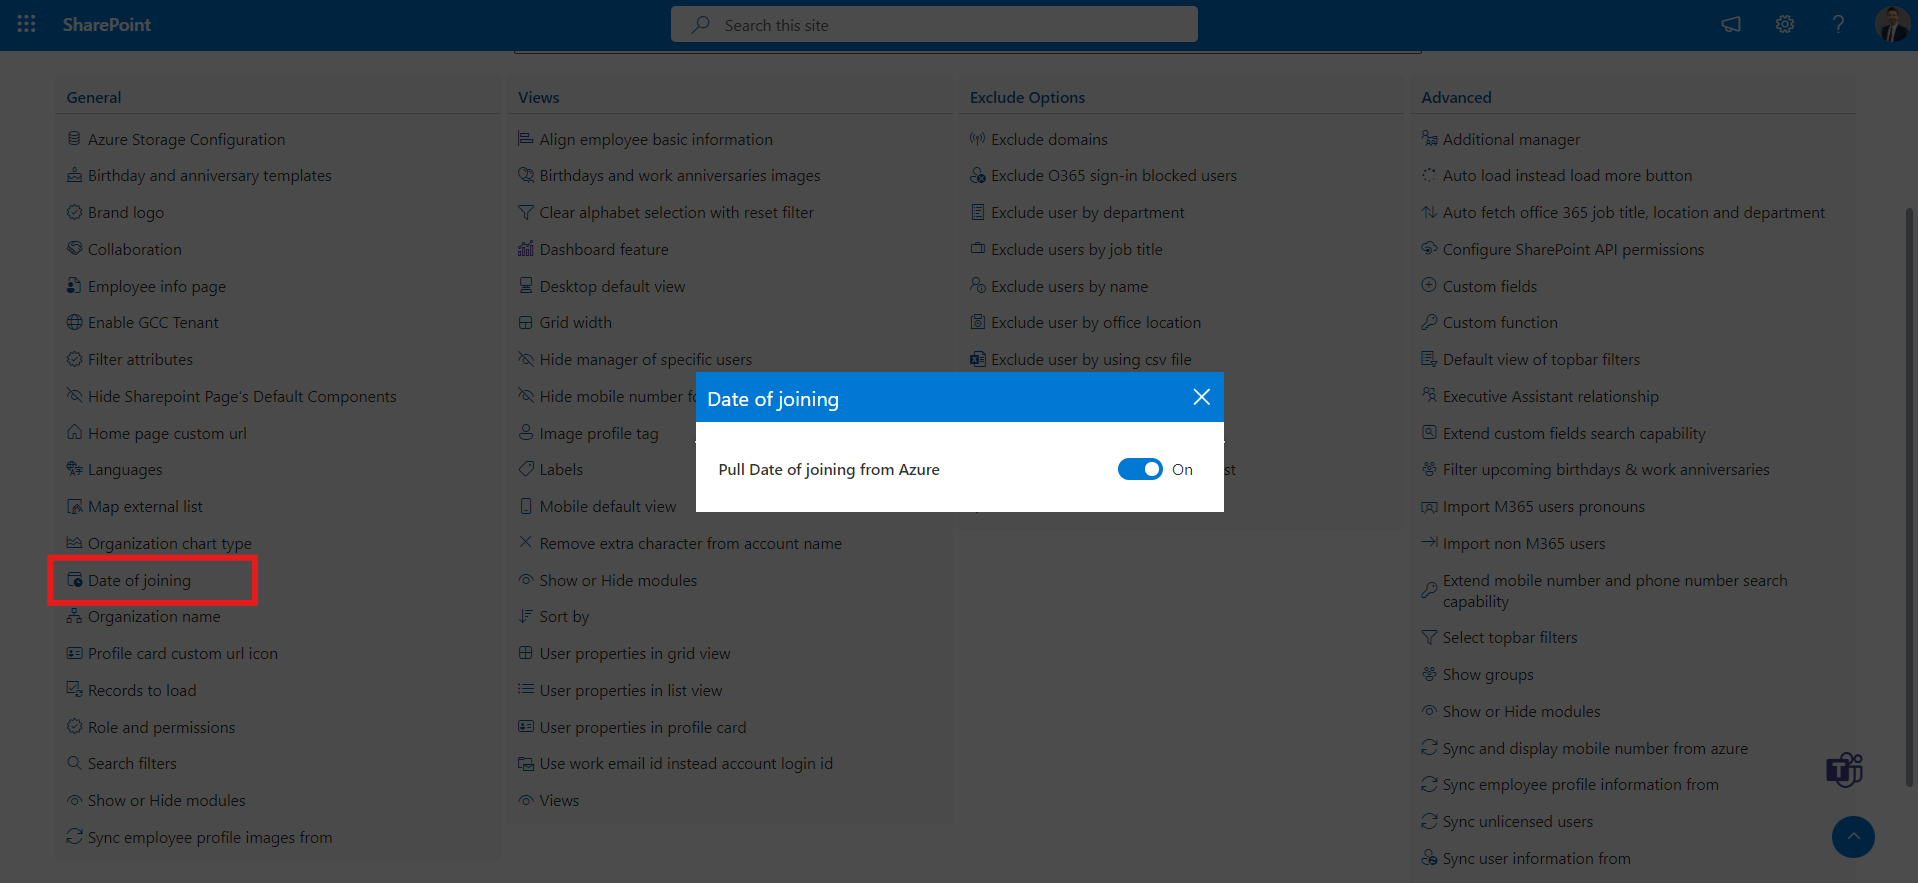 SharePoint
Search this site
General
Azure Storage Configuration
Birthday and anniversary templates
Brand logo
Collaboration
Employee info page
Enable GCC Tenant
Filter attributes
Hide Sharepoint Page's Default Components
Home page custom url
Languages
Map external list
Organization chart type
Date of joining
Organization name
Profile card custom url icon
Records to load
Role and permissions
Search filters
Show or Hide modules
Sync employee profile images from
Views
Align employee basic information
Birthdays and work anniversaries images
Clear alphabet selection with reset filter
Dashboard feature
Desktop default view
Grid width
Hide manager of specific users
Hide mobile number
Image profile tag
Labels
Mobile default view
Remove extra character from account name
Show or Hide modules
Sort by
User properties in grid view
User properties in list view
User properties in profile card
Use work email id instead account login id
Views
Exclude Options
Exclude domains
Exclude O365 sign-in blocked users
Exclude user by department
Exclude users by job title
Exclude users by name
Exclude user by office location
Exclude user by using csv file
Date of joining
Pull Date of joining from Azure
On
Advanced
Additional manager
Auto load instead load more button
Auto fetch office 365 job title, location and department
Configure SharePoint API permissions
Custom fields
Custom function
Default view of topbar filters
Executive Assistant relationship
Extend custom fields search capability
Filter upcoming birthdays & work anniversaries
Import M365 users pronouns
Import non M365 users
Extend mobile number and phone number search
capability
Select topbar filters
Show groups
Show or Hide modules
Sync and display mobile number from azure
Sync employee profile information from
Sync unlicensed users
Sync user information from